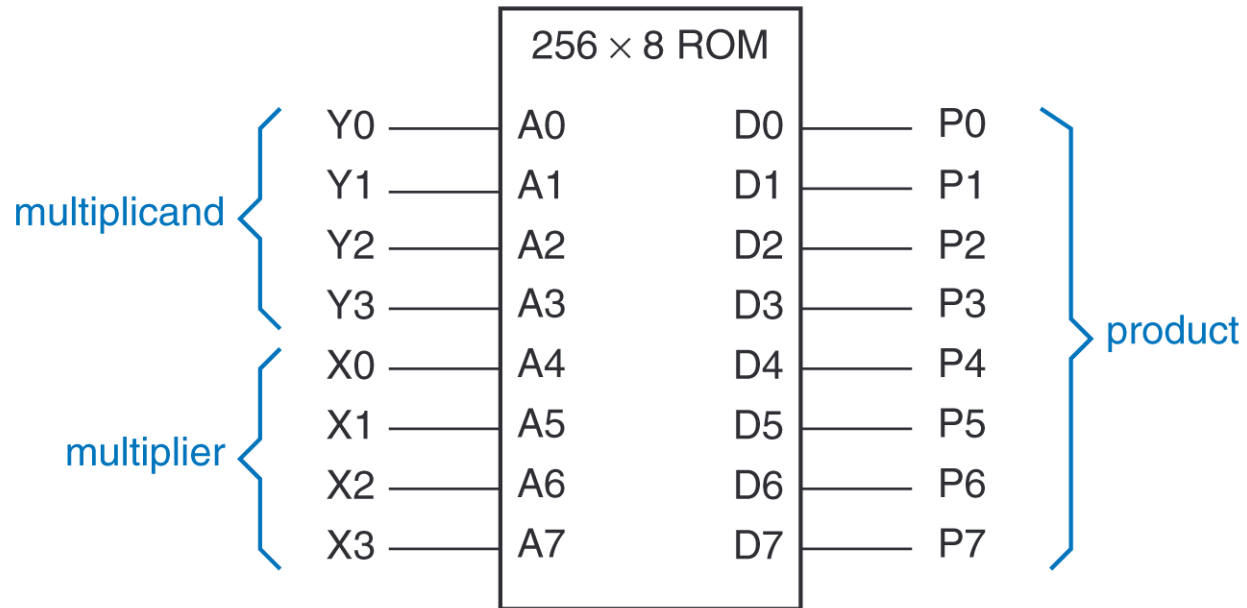 256 × 8 ROM
Y0 A0 D0 P0
Y1 A1 D1 P1
multiplicand
Y2 A2 D2 P2
Y3 A3 D3 P3
product
X0 A4 D4 P4
X1 A5 D5 P5
multiplier
X2 A6 D6 P6
X3 A7 D7 P7